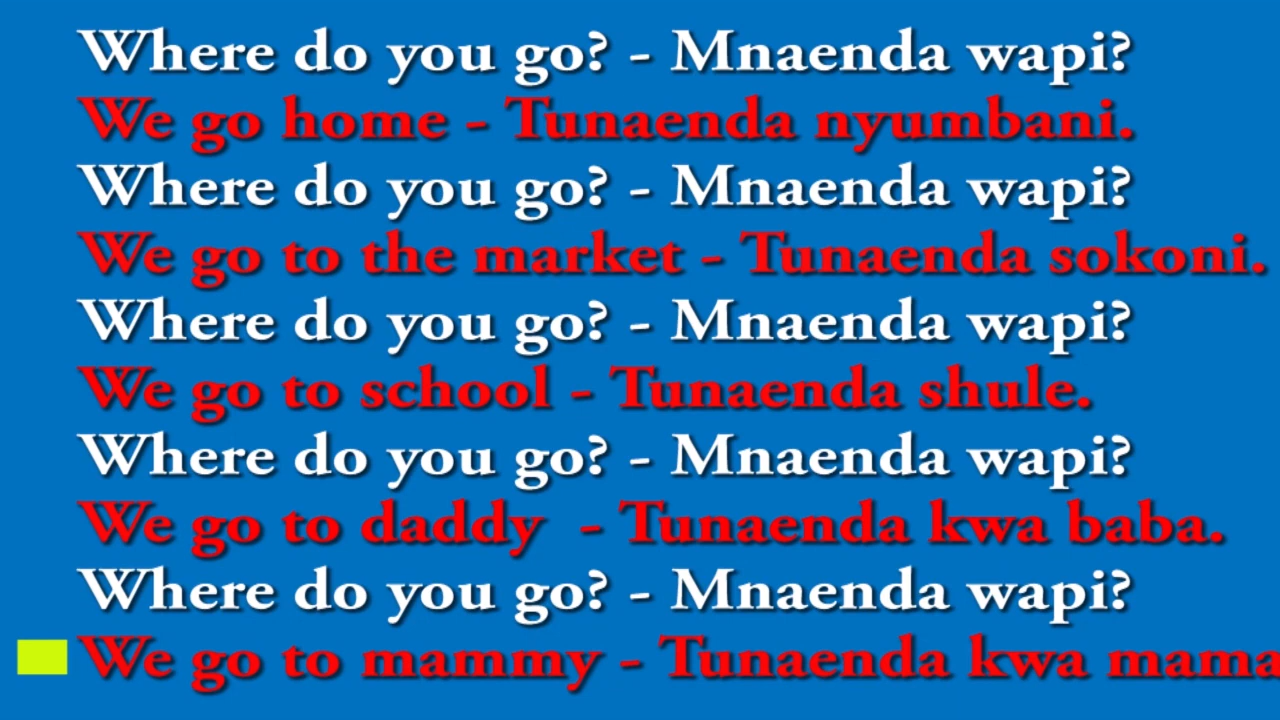 Where do you go? - Mnaenda wapi?
We go home - Tunaenda nyumbani.
Where do you go? - Mnaenda wapi?
We go to the market - Tunaenda sokoni.
Where do you go? - Mnaenda wapi?
We go to school - Tunaenda shule.
Where do you go? - Mnaenda wapi?
We go to daddy - Tunaenda kwa baba.
Where do you go? - Mnaenda wapi?
We go to mammy - Tunaenda kwa mama